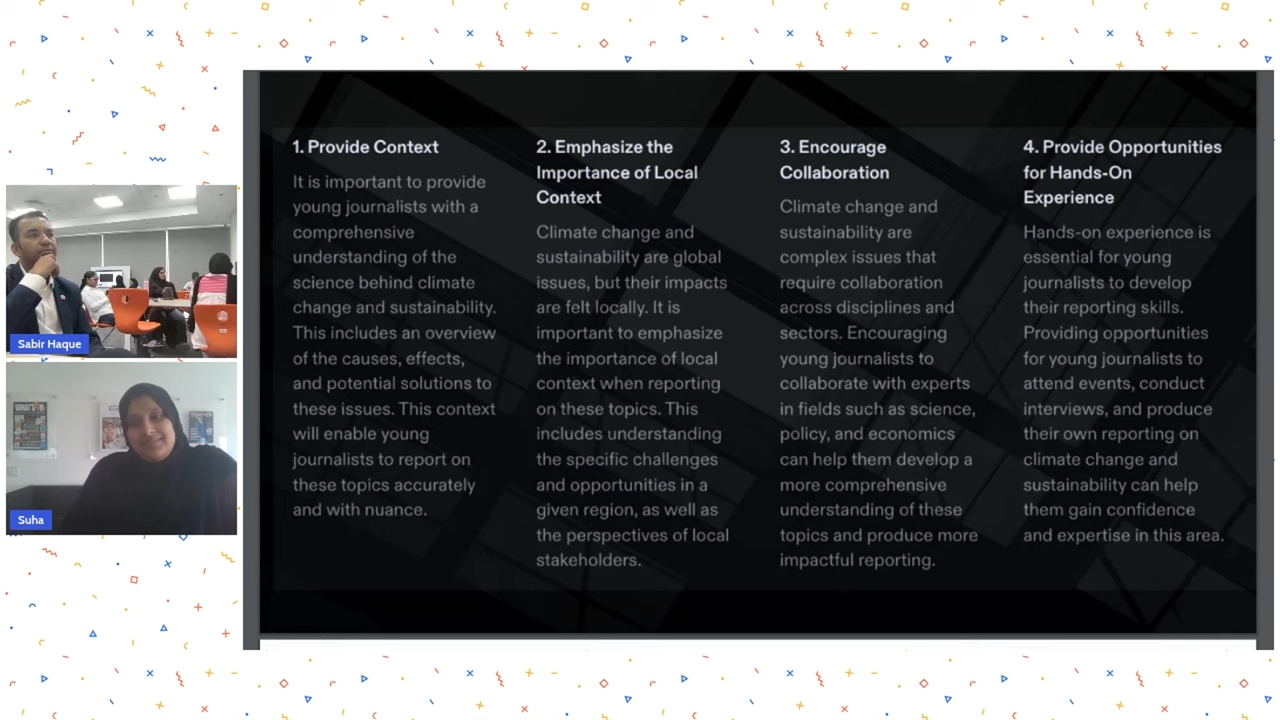 1. Provide Context
It is important to provide
young journalists with a
comprehensive
understanding of the
science behind climate
change and sustainability.
This includes an overview
of the causes, effects,
and potential solutions to
these issues. This context
will enable young
journalists to report on
these topics accurately
and with nuance.
2. Emphasize the
Importance of Local
Context
Climate change and
sustainability are global
issues, but their impacts
are felt locally. It is
important to emphasize
the importance of local
context when reporting
on these topics. This
includes understanding
the specific challenges
and opportunities in a
given region, as well as
the perspectives of local
stakeholders.
3. Encourage
Collaboration
Climate change and
sustainability are
complex issues that
require collaboration
across disciplines and
sectors. Encouraging
young journalists to
collaborate with experts
in fields such as science,
policy, and economics
can help them develop a
more comprehensive
understanding of these
topics and produce more
impactful reporting.
4. Provide Opportunities
for Hands-On
Experience
Hands-on experience is
essential for young
journalists to develop
their reporting skills.
Providing opportunities
for young journalists to
attend events, conduct
interviews, and produce
their own reporting on
climate change and
sustainability can help
them gain confidence
and expertise in this area.
Sabir Haque
Suha